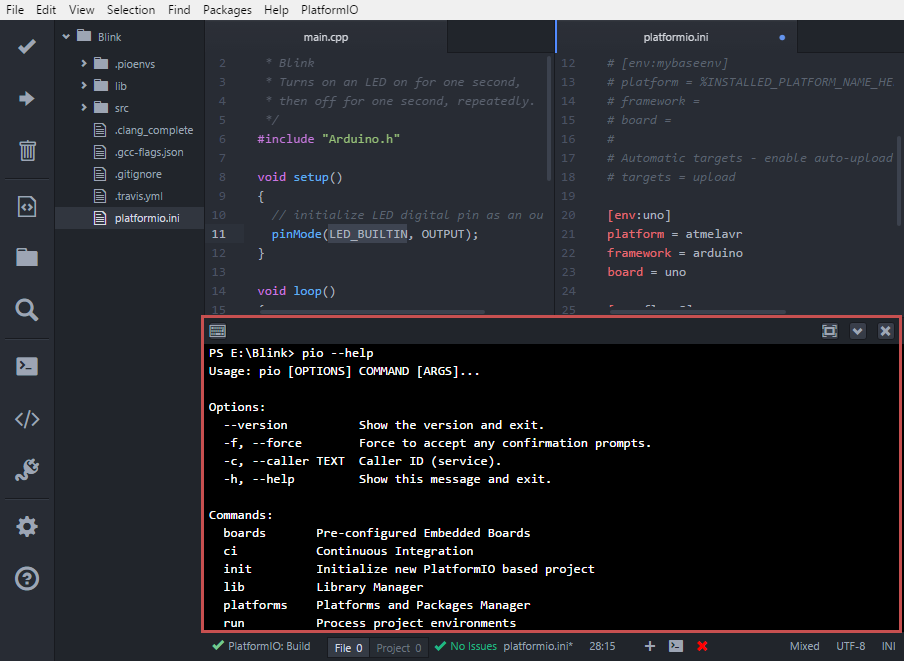 File Edit View Selection Find Packages Help PlatformIO
Blink
.pioenvs
lib
src
.clang_complete
.gcc-flags.json
.gitignore
.travis.yml
platformio.ini
main.cpp
2 * Blink
3 * Turns on an LED on for one second,
4 * then off for one second, repeatedly.
5 */
6 #include "Arduino.h"
7
8 void setup()
9 {
10 // initialize LED digital pin as an ou
11 pinMode(LED_BUILTIN, OUTPUT);
12 }
13
14 void loop()
15
platformio.ini
12 # [env:mybaseenv]
13 # platform = %INSTALLED_PLATFORM_NAME_HE
14 # framework =
15 # board =
16 #
17 # Automatic targets - enable auto-upload
18 # targets = upload
19
20 [env:uno]
21 platform = atmelavr
22 framework = arduino
23 board = uno
24
25
PS E:\Blink> pio --help
Usage: pio [OPTIONS] COMMAND [ARGS]...
Options:
--version Show the version and exit.
-f, --force Force to accept any confirmation prompts.
-c, --caller TEXT Caller ID (service).
-h, --help Show this message and exit.
Commands:
boards Pre-configured Embedded Boards
ci Continuous Integration
init Initialize new PlatformIO based project
lib Library Manager
platforms Platforms and Packages Manager
run Process project environments
PlatformIO: Build File 0 Project 0 No Issues platformio.ini* 28:15 Mixed UTF-8 INI